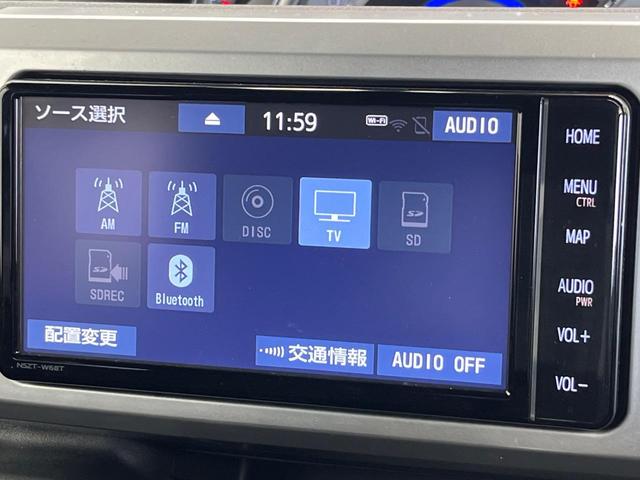 ソース選択
11:59
Wi-Fi
AUDIO
AM
FM
DISC
TV
SD
SDREC
Bluetooth
配置変更
交通情報
AUDIO OFF
NSZT-W68T
HOME
MENU
CTRL
MAP
AUDIO
PWR
VOL+
VOL-